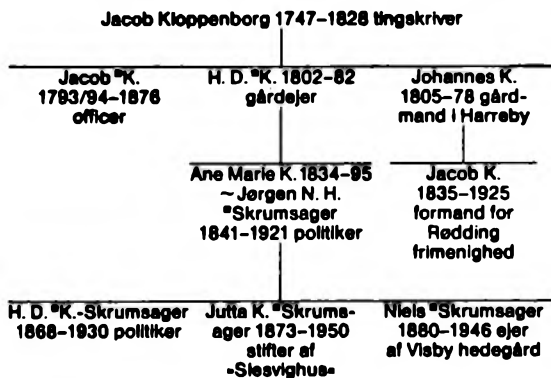 Jacob Kloppenborg 1747–1828 tingskriver
Jacob *K.
1793/94–1876
officer
H. D. *K. 1802–82
gårdejer
Johannes K.
1805–78 gård-
mand i Harreby
Ane Marie K. 1834–95
~ Jørgen N. H.
*Skrumsager
1841–1921 politiker
Jacob K.
1835–1925
formand for
Rødding
frimenighed
H. D. *K.-Skrumsager
1868–1930 politiker
Jutta K. *Skrums-
ager 1873–1950
stifter af
»Slesvighus«
Niels *Skrumsager
1880–1946 ejer
af Visby hedegård